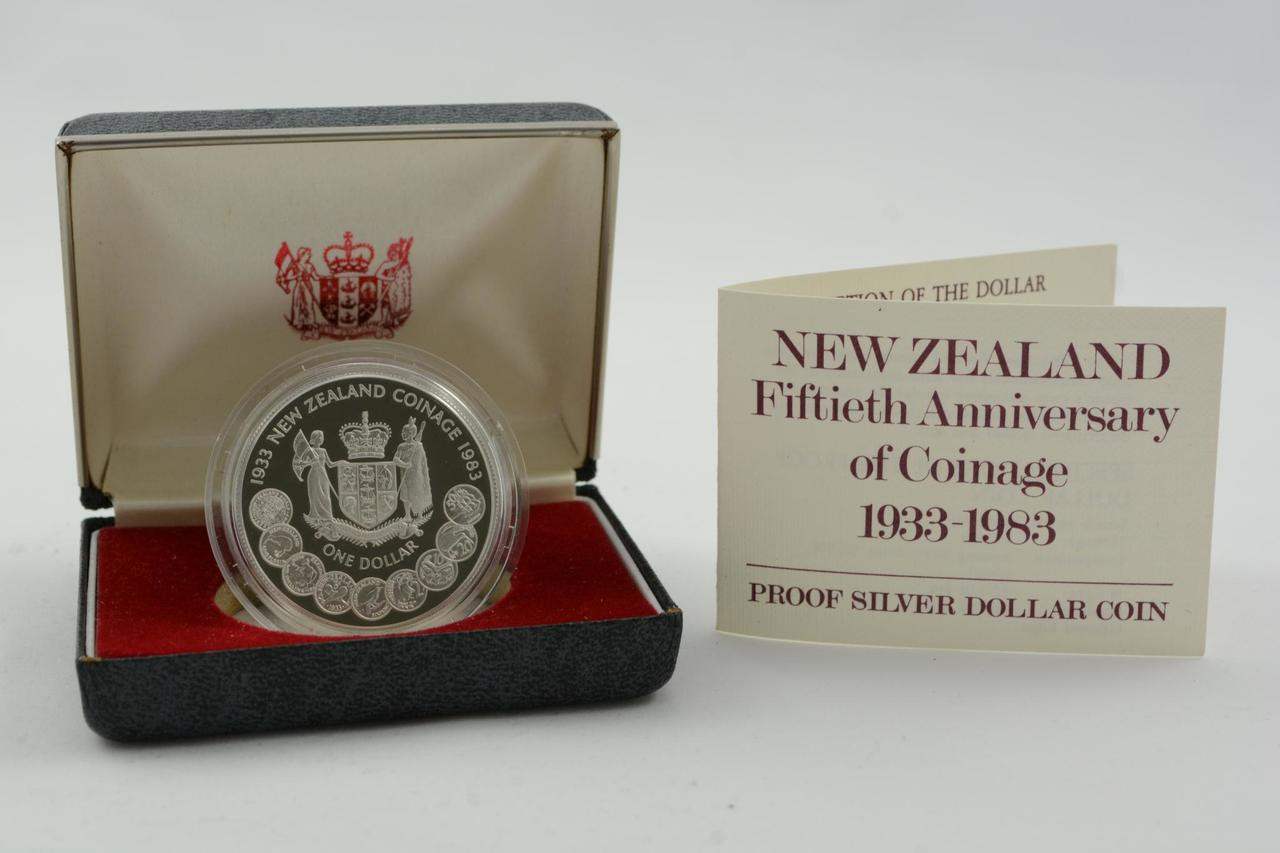 1933 NEW ZEALAND COINAGE 1983
ONE DOLLAR
OF THE DOLLAR
NEW ZEALAND
Fiftieth Anniversary
of Coinage
1933-1983
PROOF SILVER DOLLAR COIN